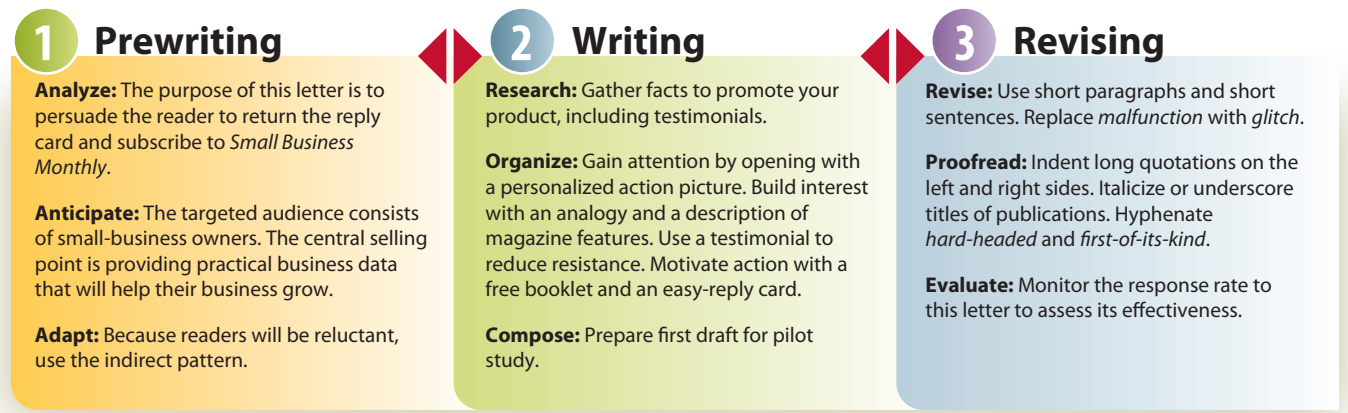 1 Prewriting
Analyze: The purpose of this letter is to
persuade the reader to return the reply
card and subscribe to Small Business
Monthly.
Anticipate: The targeted audience consists
of small-business owners. The central selling
point is providing practical business data
that will help their business grow.
Adapt: Because readers will be reluctant,
use the indirect pattern.
2 Writing
Research: Gather facts to promote your
product, including testimonials.
Organize: Gain attention by opening with
a personalized action picture. Build interest
with an analogy and a description of
magazine features. Use a testimonial to
reduce resistance. Motivate action with a
free booklet and an easy-reply card.
Compose: Prepare first draft for pilot
study.
3 Revising
Revise: Use short paragraphs and short
sentences. Replace malfunction with glitch.
Proofread: Indent long quotations on the
left and right sides. Italicize or underscore
titles of publications. Hyphenate
hard-headed and first-of-its-kind.
Evaluate: Monitor the response rate to
this letter to assess its effectiveness.